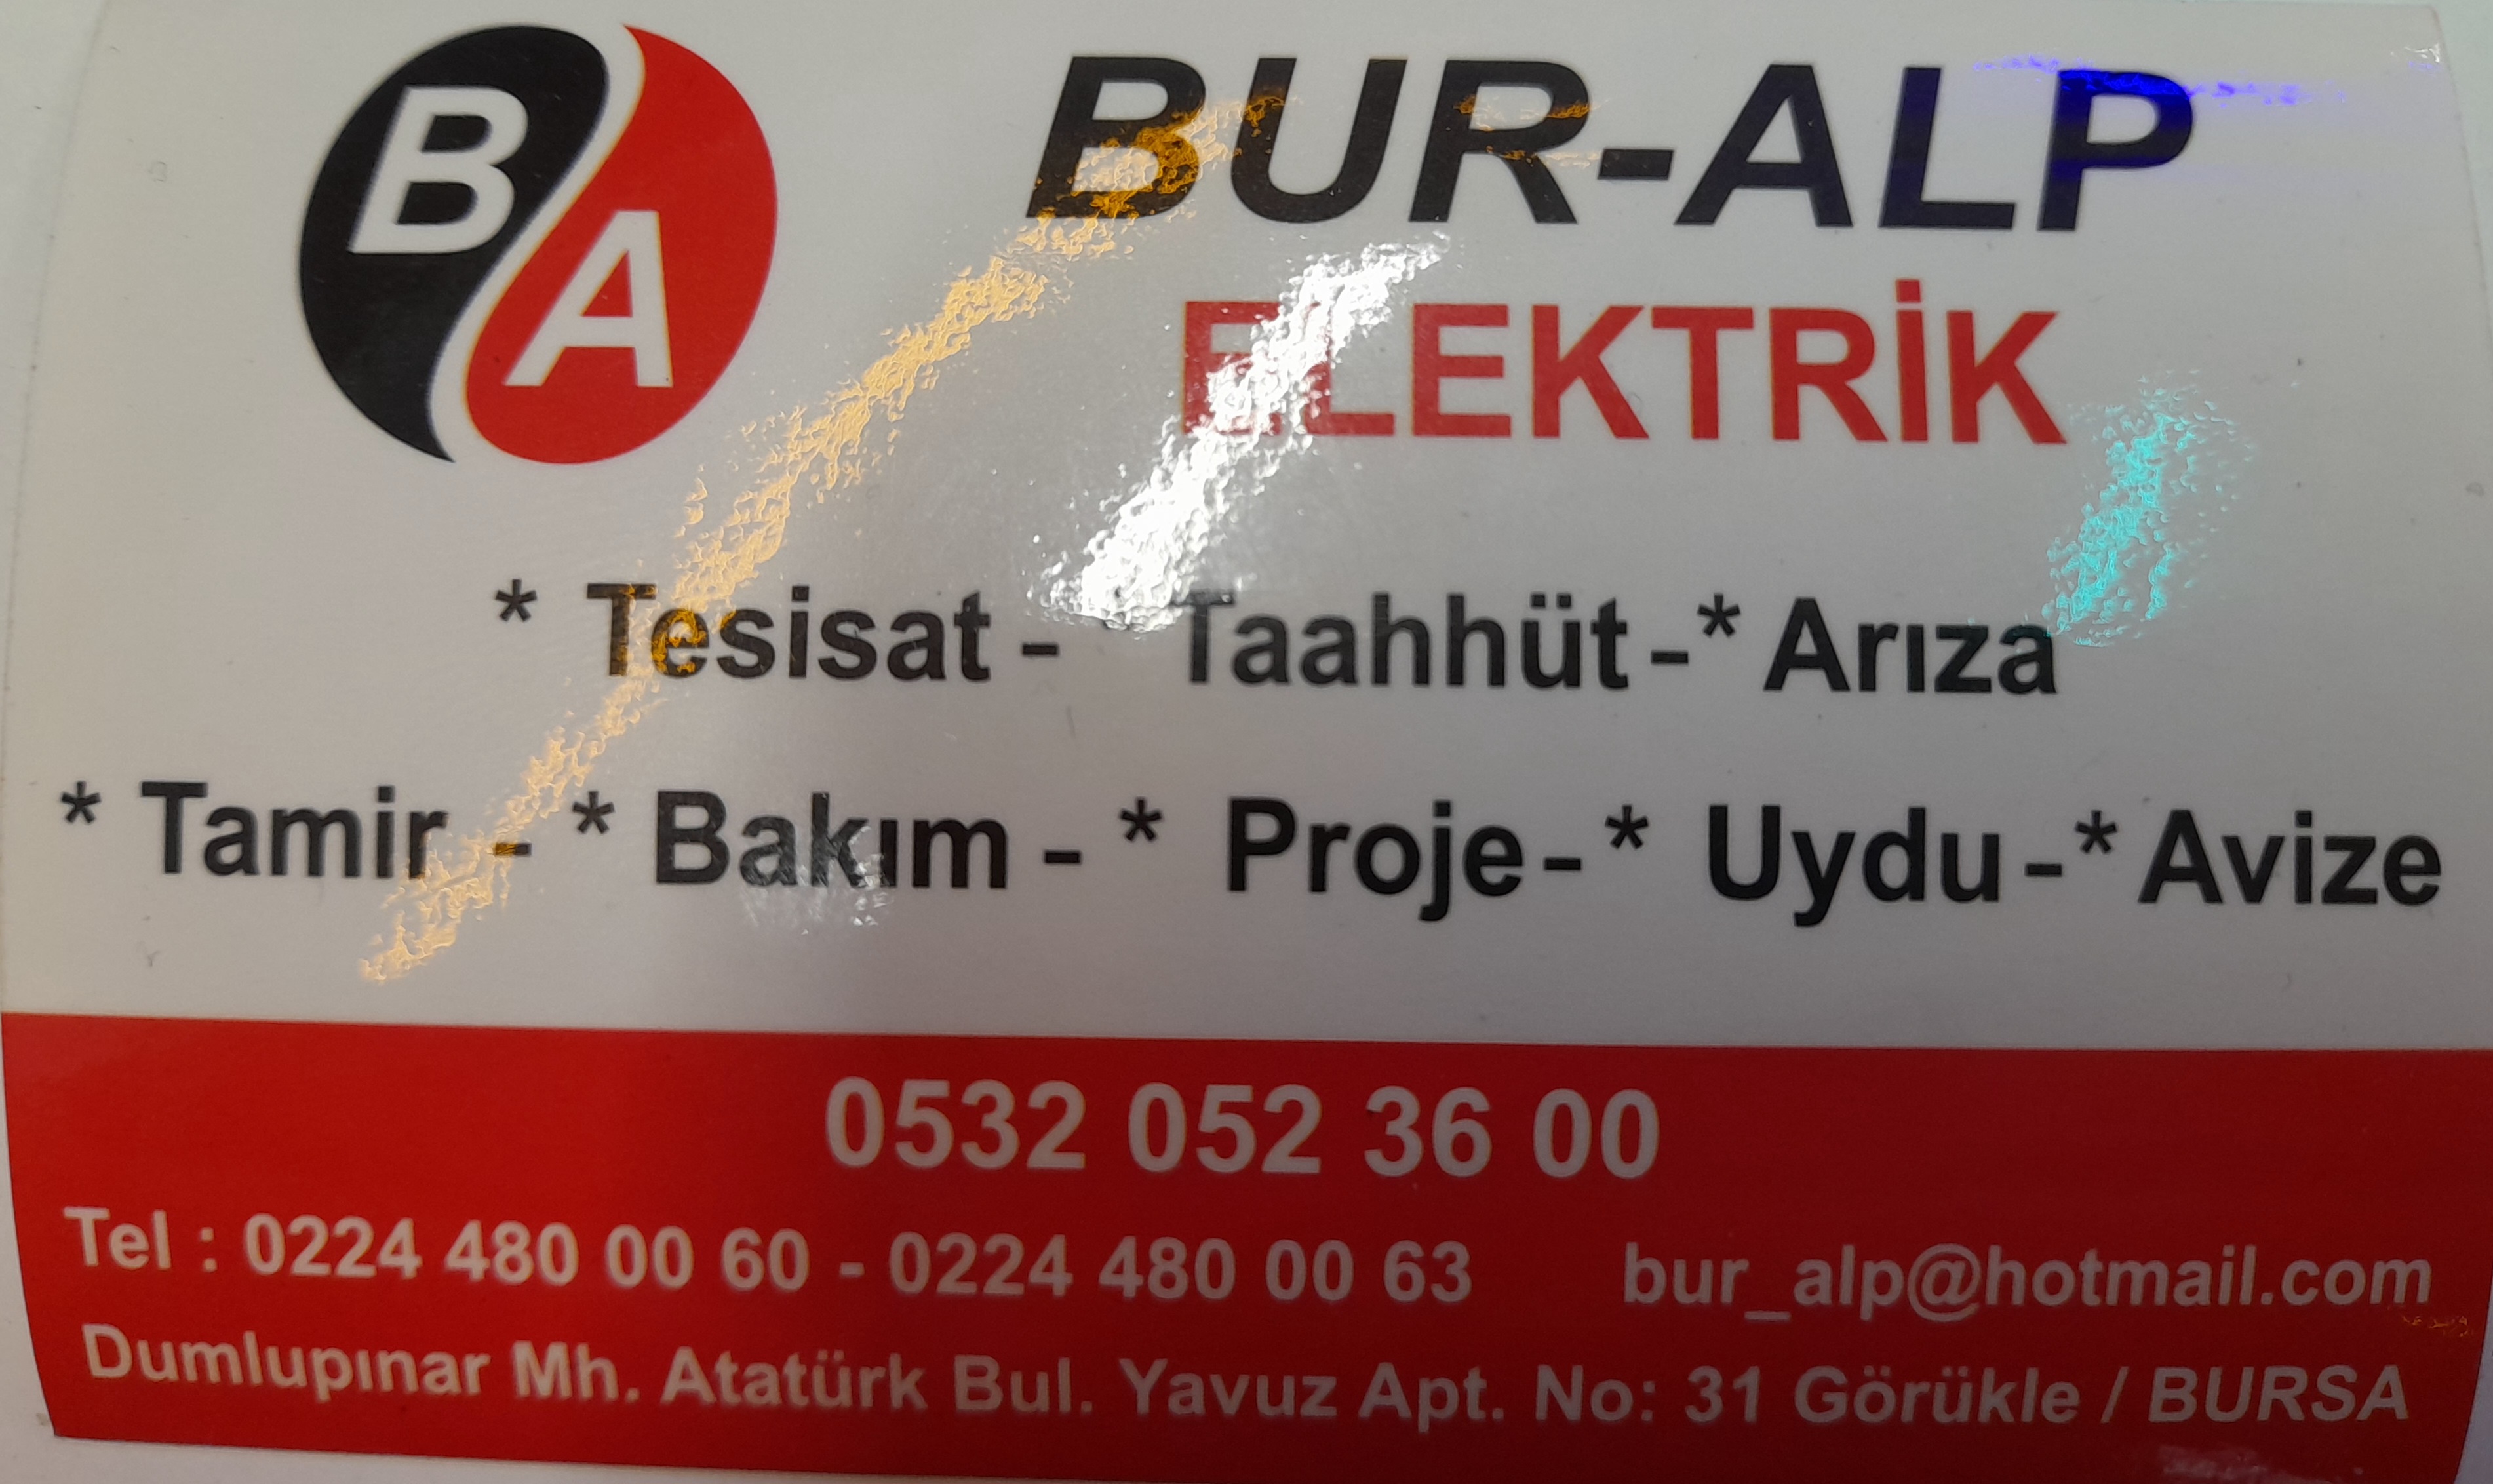 BA
BUR-ALP
ELEKTRİK
* Tesisat - * Taahhüt -* Arıza
* Tamir - * Bakım - * Proje - * Uydu -* Avize
0532 052 36 00
Tel : 0224 480 00 60 - 0224 480 00 63 bur_alp@hotmail.com
Dumlupınar Mh. Atatürk Bul. Yavuz Apt. No: 31 Görükle / BURSA